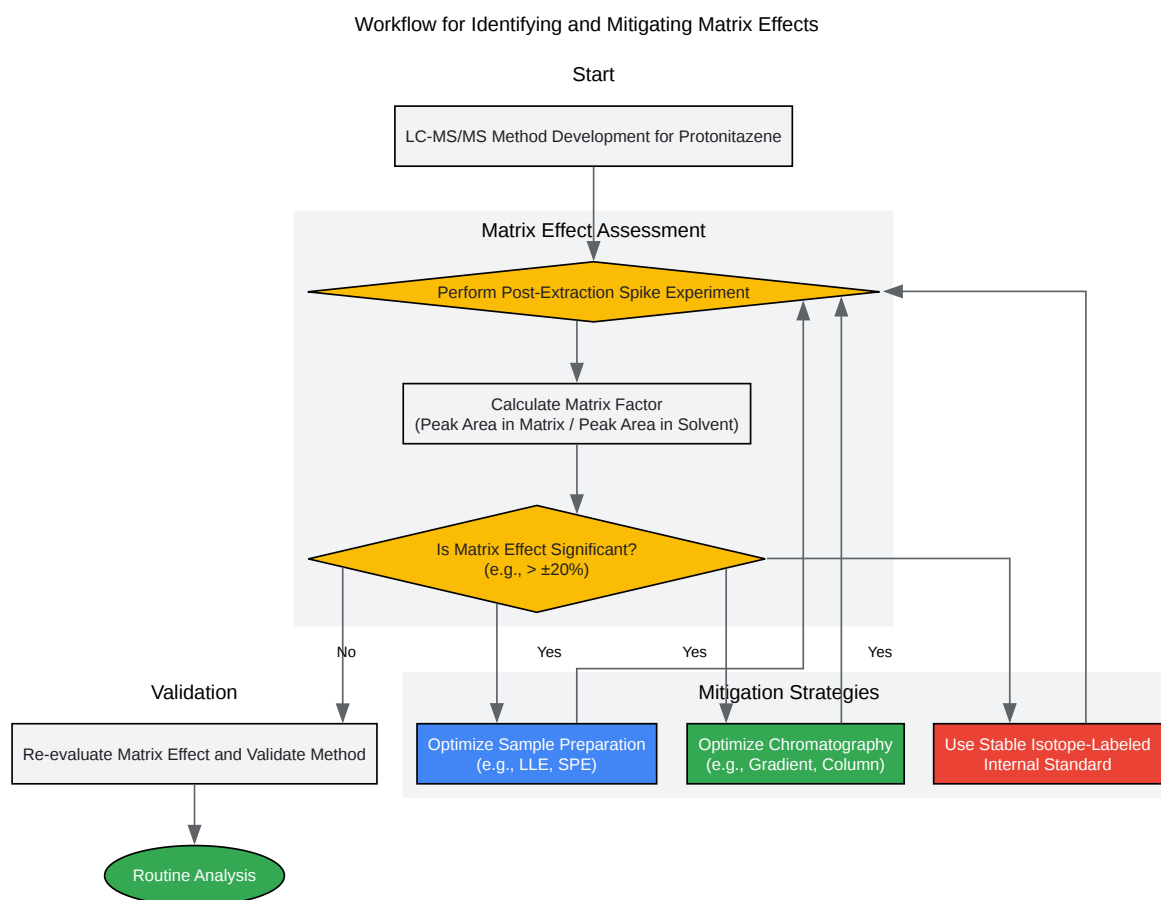 Workflow for Identifying and Mitigating Matrix Effects
Start
LC-MS/MS Method Development for Protonitazene
Matrix Effect Assessment
Perform Post-Extraction Spike Experiment
Calculate Matrix Factor
(Peak Area in Matrix / Peak Area in Solvent)
Is Matrix Effect Significant?
(e.g., > ±20%)
No
Yes
Yes
Yes
Validation
Mitigation Strategies
Re-evaluate Matrix Effect and Validate Method
Optimize Sample Preparation
(e.g., LLE, SPE)
Optimize Chromatography
(e.g., Gradient, Column)
Use Stable Isotope-Labeled
Internal Standard
Routine Analysis